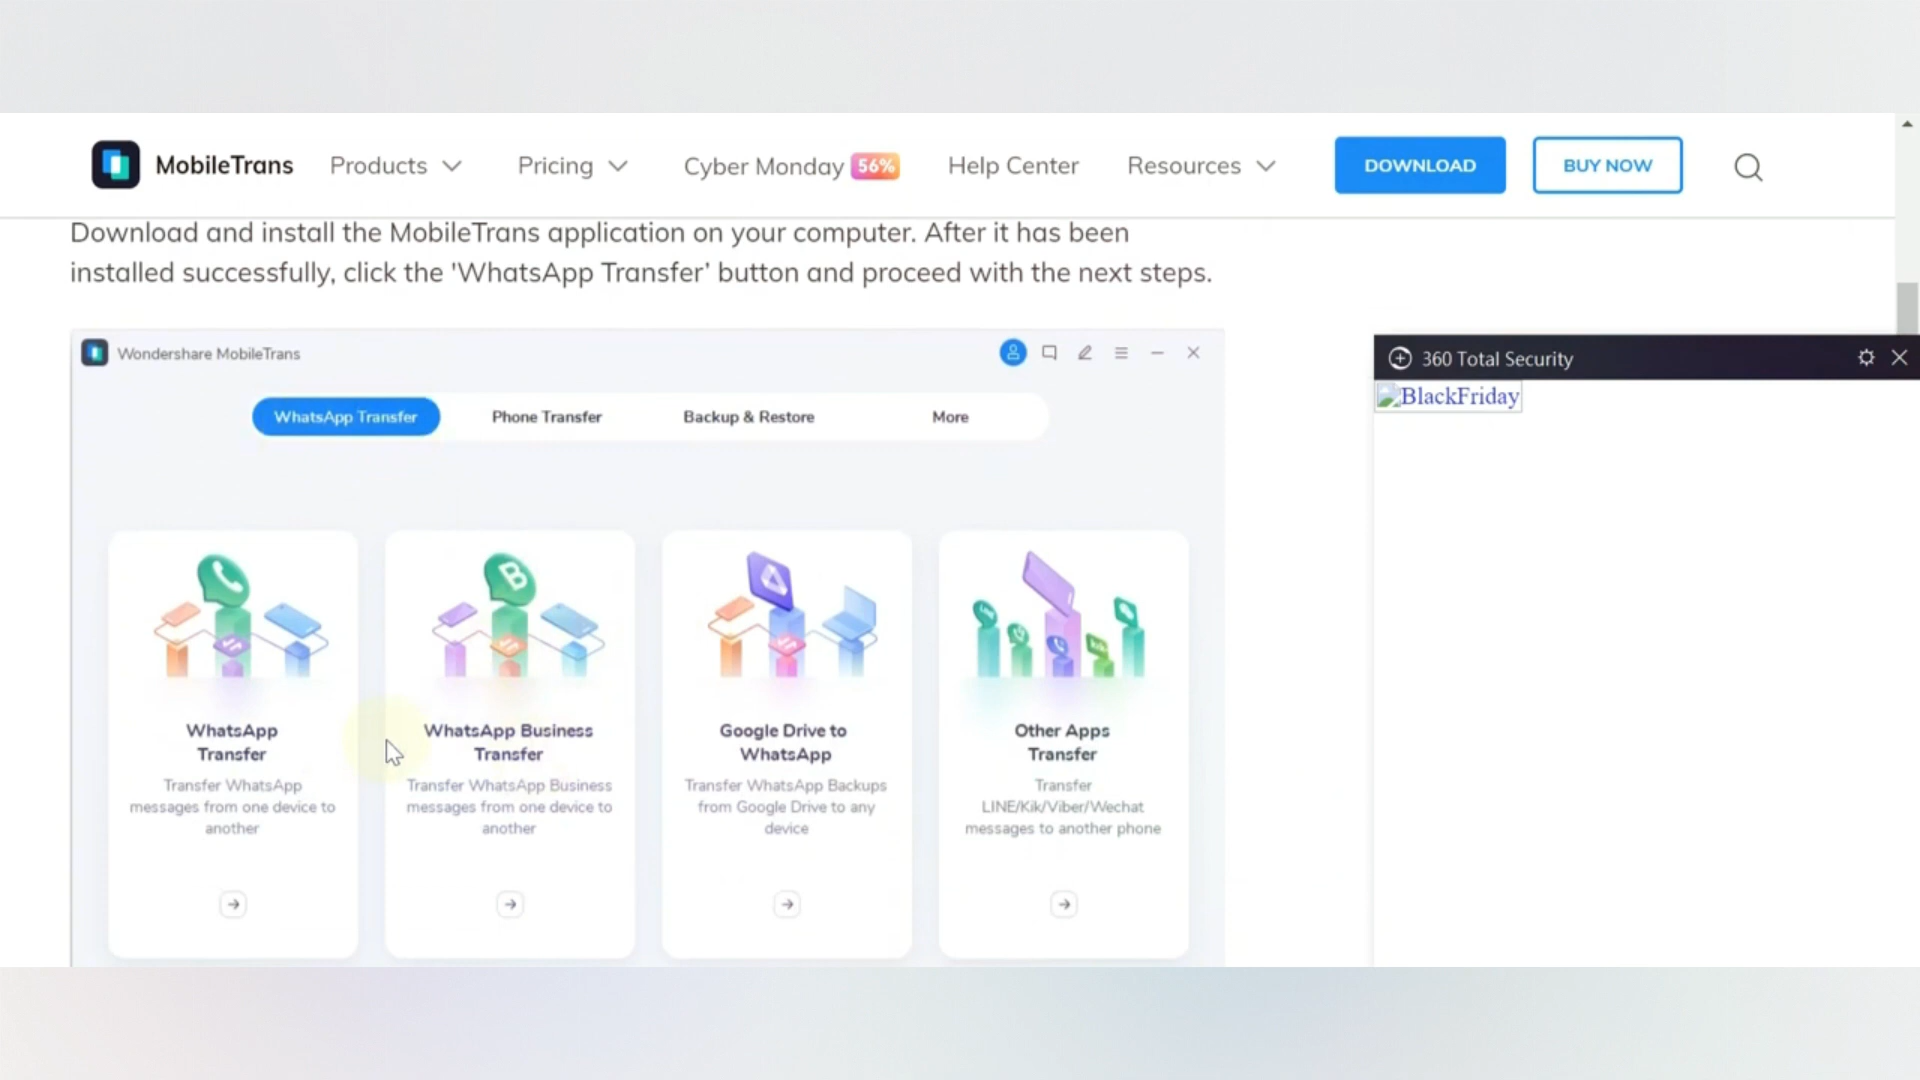 MobileTrans Products Pricing Cyber Monday 56% Help Center Resources DOWNLOAD BUY NOW
Download and install the MobileTrans application on your computer. After it has been
installed successfully, click the 'WhatsApp Transfer’ button and proceed with the next steps.
Wondershare MobileTrans
WhatsApp Transfer Phone Transfer Backup & Restore More
WhatsApp
Transfer
Transfer WhatsApp
messages from one device to
another
WhatsApp Business
Transfer
Transfer WhatsApp Business
messages from one device to
another
Google Drive to
WhatsApp
Transfer WhatsApp Backups
from Google Drive to any
device
Other Apps
Transfer
Transfer
LINE/Kik/Viber/Wechat
messages to another phone
360 Total Security
BlackFriday